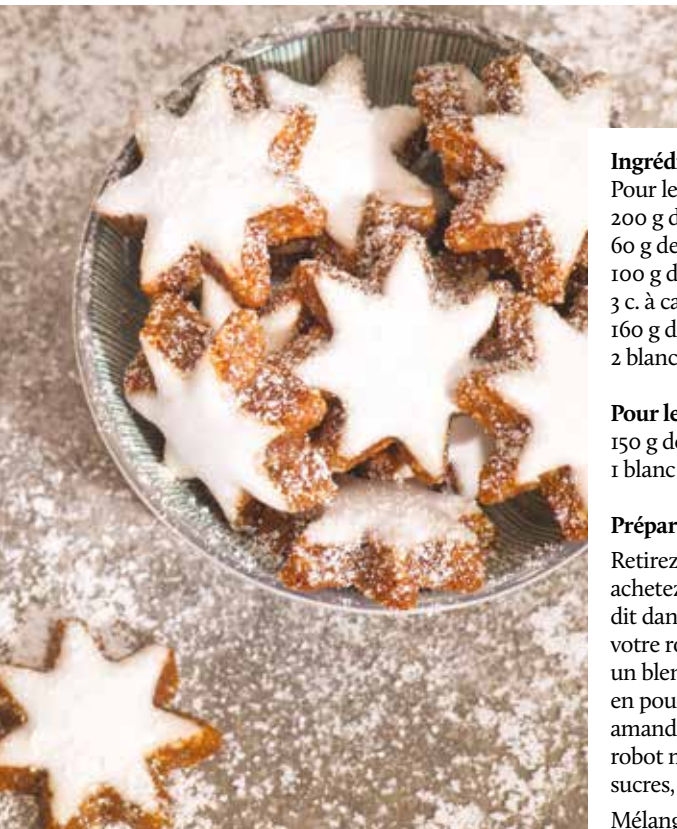 Ingrédi
Pour le
200 g d
60 g de
100 g d
3 c. à ca
160 g d
2 blanc
Pour le
150 g de
1 blanc
Prépar
Retirez
achetez
dit dan
votre ro
un blen
en pou
amand
robot m
sucres,
Mélang